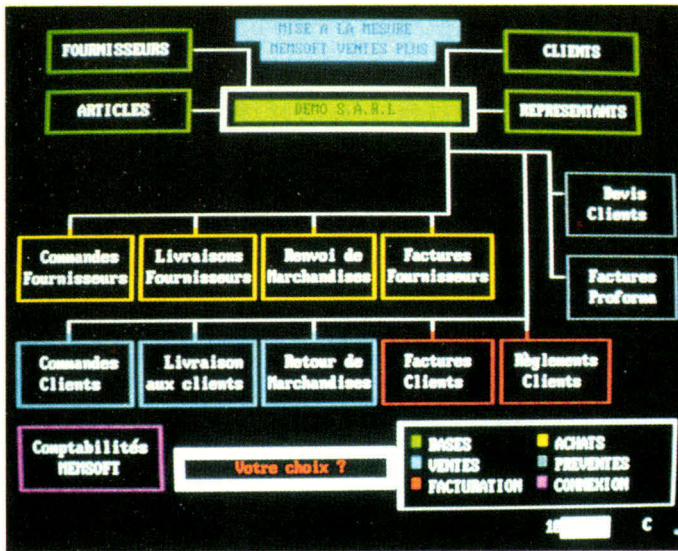 MISE A LA MESURE
MEMSOFT VENTES PLUS
FOURNISSEURS
CLIENTS
ARTICLES
DEMO S.A.R.L
REPRESENTANTS
Devis
Clients
Commandes
Fournisseurs
Livraisons
Fournisseurs
Renvoi de
Marchandises
Factures
Fournisseurs
Factures
Proforma
Commandes
Clients
Livraison
aux clients
Retour de
Marchandises
Factures
Clients
Règlements
Clients
Comptabilités
MEMSOFT
Votre choix ?
BASES
ACHATS
VENTES
PREVENTES
FACTURATION
CONNEXION
C